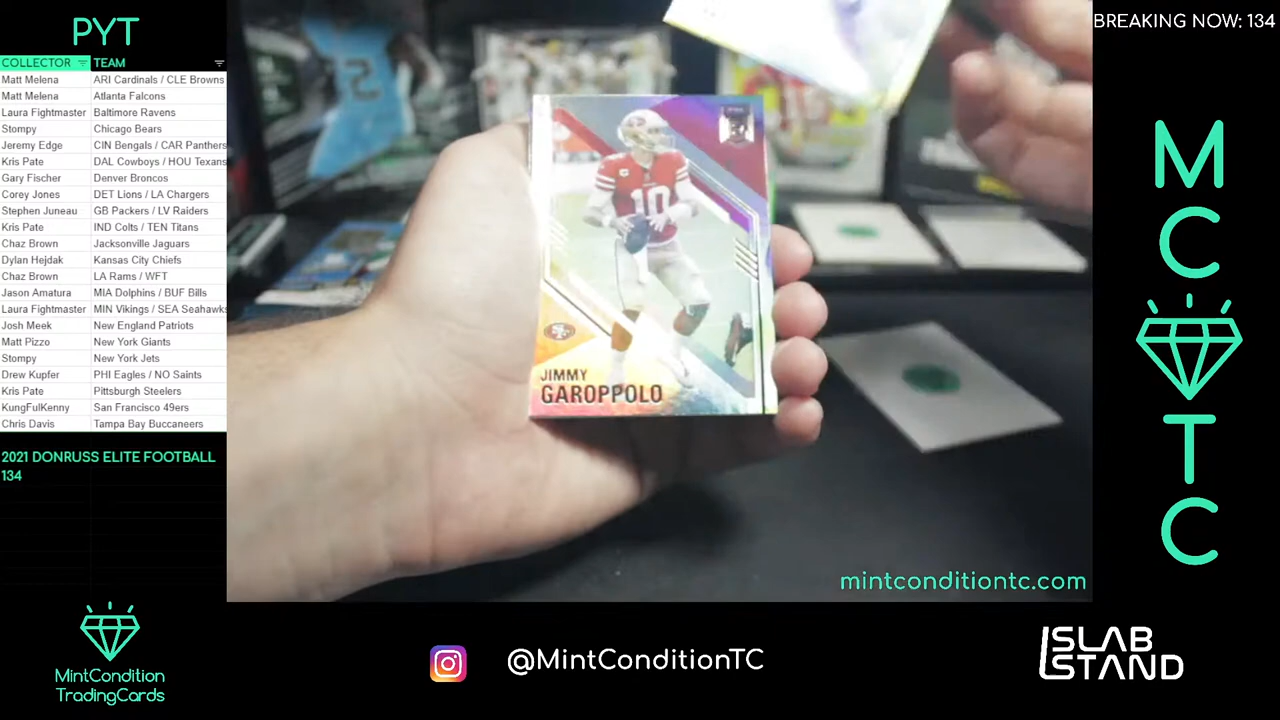 PYT
COLLECTOR TEAM
Matt Melena ARI Cardinals / CLE Browns
Matt Melena Atlanta Falcons
Laura Fightmaster Baltimore Ravens
Stompy Chicago Bears
Jeremy Edge CIN Bengals / CAR Panthers
Kris Pate DAL Cowboys / HOU Texans
Gary Fischer Denver Broncos
Corey Jones DET Lions / LA Chargers
Stephen Juneau GB Packers / LV Raiders
Kris Pate IND Colts / TEN Titans
Chaz Brown Jacksonville Jaguars
Dylan Hejdak Kansas City Chiefs
Chaz Brown LA Rams / WFT
Jason Amatura MIA Dolphins / BUF Bills
Laura Fightmaster MIN Vikings / SEA Seahawks
Josh Meek New England Patriots
Matt Pizzo New York Giants
Stompy New York Jets
Drew Kupfer PHI Eagles / NO Saints
Kris Pate Pittsburgh Steelers
KungFulKenny San Francisco 49ers
Chris Davis Tampa Bay Buccaneers
2021 DONRUSS ELITE FOOTBALL
134
BREAKING NOW: 134
10
JIMMY
GAROPPOLO
M
C
T
C
mintconditiontc.com
MintCondition
TradingCards
@MintConditionTC
SLAB
STAND